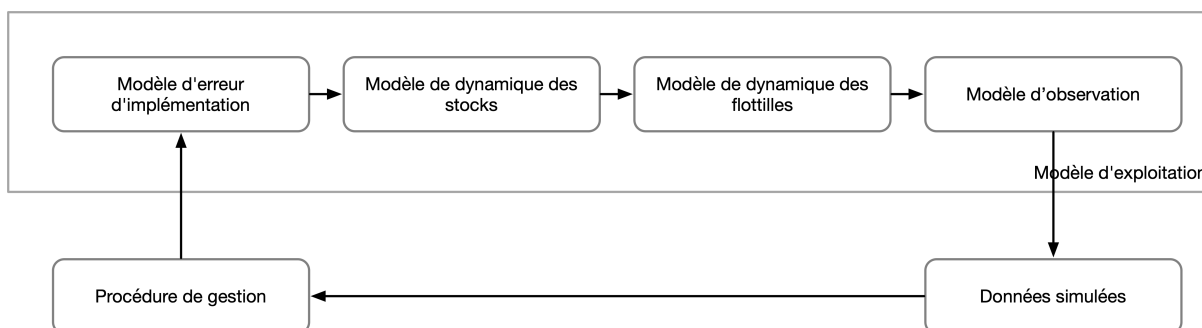 Modèle d'erreur
d'implémentation
Modèle de dynamique des
stocks
Modèle de dynamique des
flottilles
Modèle d’observation
Modèle d'exploitation
Procédure de gestion
Données simulées